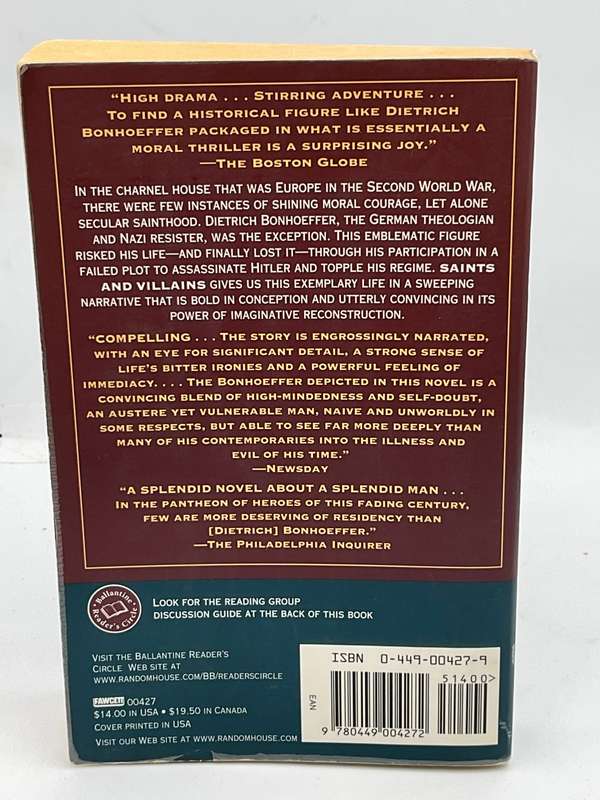 “HIGH DRAMA . . . STIRRING ADVENTURE . . .
TO FIND A HISTORICAL FIGURE LIKE DIETRICH
BONHOEFFER PACKAGED IN WHAT IS ESSENTIALLY A
MORAL THRILLER IS A SURPRISING JOY.”
—THE BOSTON GLOBE
IN THE CHARNEL HOUSE THAT WAS EUROPE IN THE SECOND WORLD WAR,
THERE WERE FEW INSTANCES OF SHINING MORAL COURAGE, LET ALONE
SECULAR SAINTHOOD. DIETRICH BONHOEFFER, THE GERMAN THEOLOGIAN
AND NAZI RESISTER, WAS THE EXCEPTION. THIS EMBLEMATIC FIGURE
RISKED HIS LIFE—AND FINALLY LOST IT—THROUGH HIS PARTICIPATION IN A
FAILED PLOT TO ASSASSINATE HITLER AND TOPPLE HIS REGIME. SAINTS
AND VILLAINS GIVES US THIS EXEMPLARY LIFE IN A SWEEPING
NARRATIVE THAT IS BOLD IN CONCEPTION AND UTTERLY CONVINCING IN ITS
POWER OF IMAGINATIVE RECONSTRUCTION.
“COMPELLING . . . THE STORY IS ENGROSSINGLY NARRATED,
WITH AN EYE FOR SIGNIFICANT DETAIL, A STRONG SENSE OF
LIFE’S BITTER IRONIES AND A POWERFUL FEELING OF
IMMEDIACY. . . . THE BONHOEFFER DEPICTED IN THIS NOVEL IS A
CONVINCING BLEND OF HIGH-MINDEDNESS AND SELF-DOUBT,
AN AUSTERE YET VULNERABLE MAN, NAIVE AND UNWORLDLY IN
SOME RESPECTS, BUT ABLE TO SEE FAR MORE DEEPLY THAN
MANY OF HIS CONTEMPORARIES INTO THE ILLNESS AND
EVIL OF HIS TIME.”
—NEWSDAY
“A SPLENDID NOVEL ABOUT A SPLENDID MAN . . .
IN THE PANTHEON OF HEROES OF THIS FADING CENTURY,
FEW ARE MORE DESERVING OF RESIDENCY THAN
[DIETRICH] BONHOEFFER.”
—THE PHILADELPHIA INQUIRER
Ballantine
Reader's Circle
LOOK FOR THE READING GROUP
DISCUSSION GUIDE AT THE BACK OF THIS BOOK
VISIT THE BALLANTINE READER’S
CIRCLE WEB SITE AT
WWW.RANDOMHOUSE.COM/BB/READERSCIRCLE
FAWCETT 00427
$14.00 IN USA • $19.50 IN CANADA
COVER PRINTED IN USA
VISIT OUR WEB SITE AT WWW.RANDOMHOUSE.COM
ISBN 0-449-00427-9
51400>
EAN
9 780449 004272